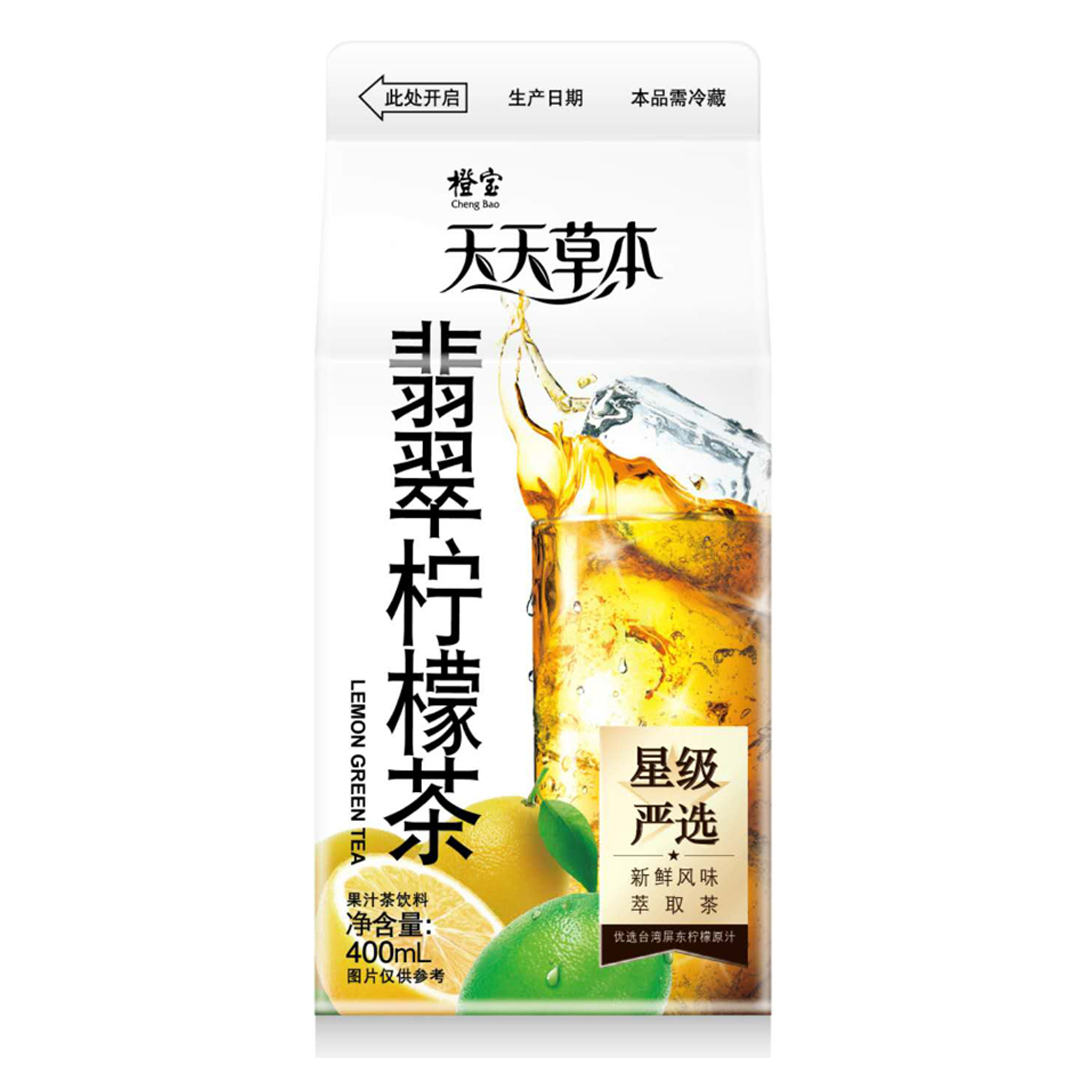 此处开启
生产日期
本品需冷藏
橙宝
Cheng Bao
天天草本
翡翠柠檬茶
LEMON GREEN TEA
星级
严选
新鲜风味
萃取茶
优选台湾屏东柠檬原汁
果汁茶饮料
净含量:
400mL
图片仅供参考